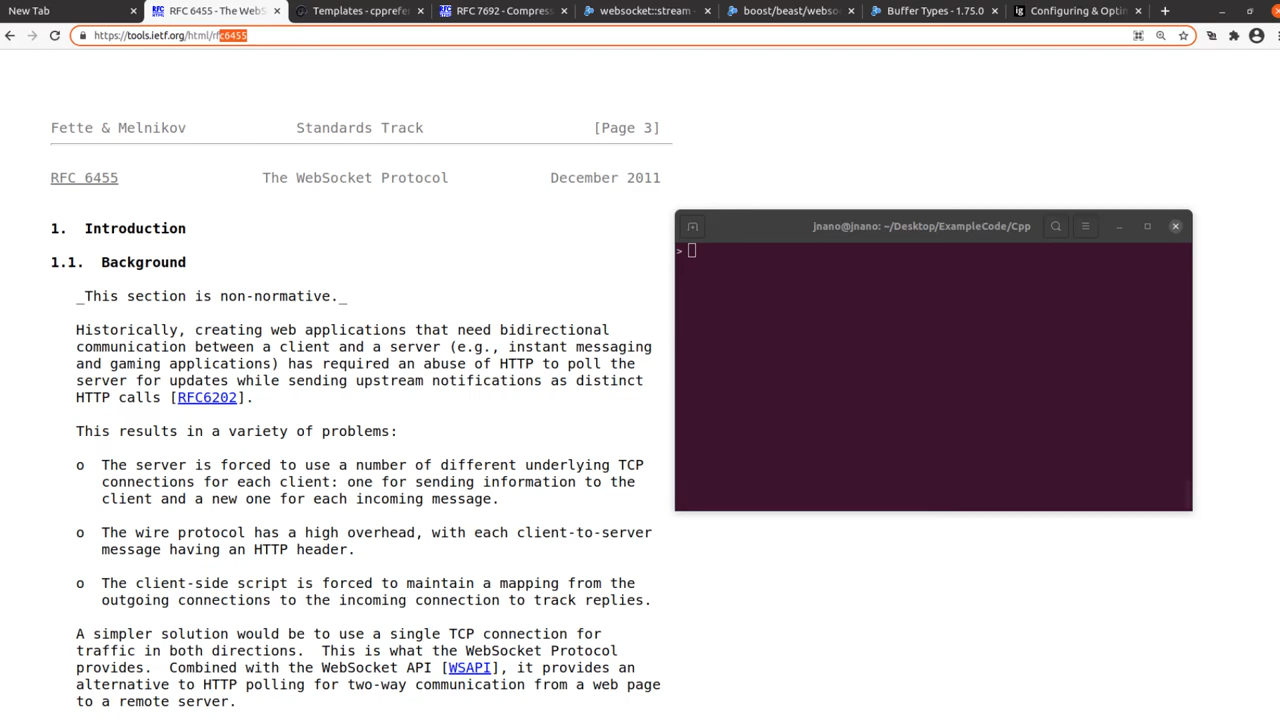 New Tab
RFC 6455 - The WebS
Templates - cpprefe
RFC 7692 - Compress
websocket::stream -
boost/beast/webso
Buffer Types - 1.75.0
Configuring & Optin
https://tools.ietf.org/html/rfc6455
Fette & Melnikov Standards Track [Page 3]
RFC 6455 The WebSocket Protocol December 2011
1. Introduction
1.1. Background
_This section is non-normative._
Historically, creating web applications that need bidirectional
communication between a client and a server (e.g., instant messaging
and gaming applications) has required an abuse of HTTP to poll the
server for updates while sending upstream notifications as distinct
HTTP calls [RFC6202].
This results in a variety of problems:
o The server is forced to use a number of different underlying TCP
connections for each client: one for sending information to the
client and a new one for each incoming message.
o The wire protocol has a high overhead, with each client-to-server
message having an HTTP header.
o The client-side script is forced to maintain a mapping from the
outgoing connections to the incoming connection to track replies.
A simpler solution would be to use a single TCP connection for
traffic in both directions. This is what the WebSocket Protocol
provides. Combined with the WebSocket API [WSAPI], it provides an
alternative to HTTP polling for two-way communication from a web page
to a remote server.
jnano@jnano: ~/Desktop/ExampleCode/Cpp
>